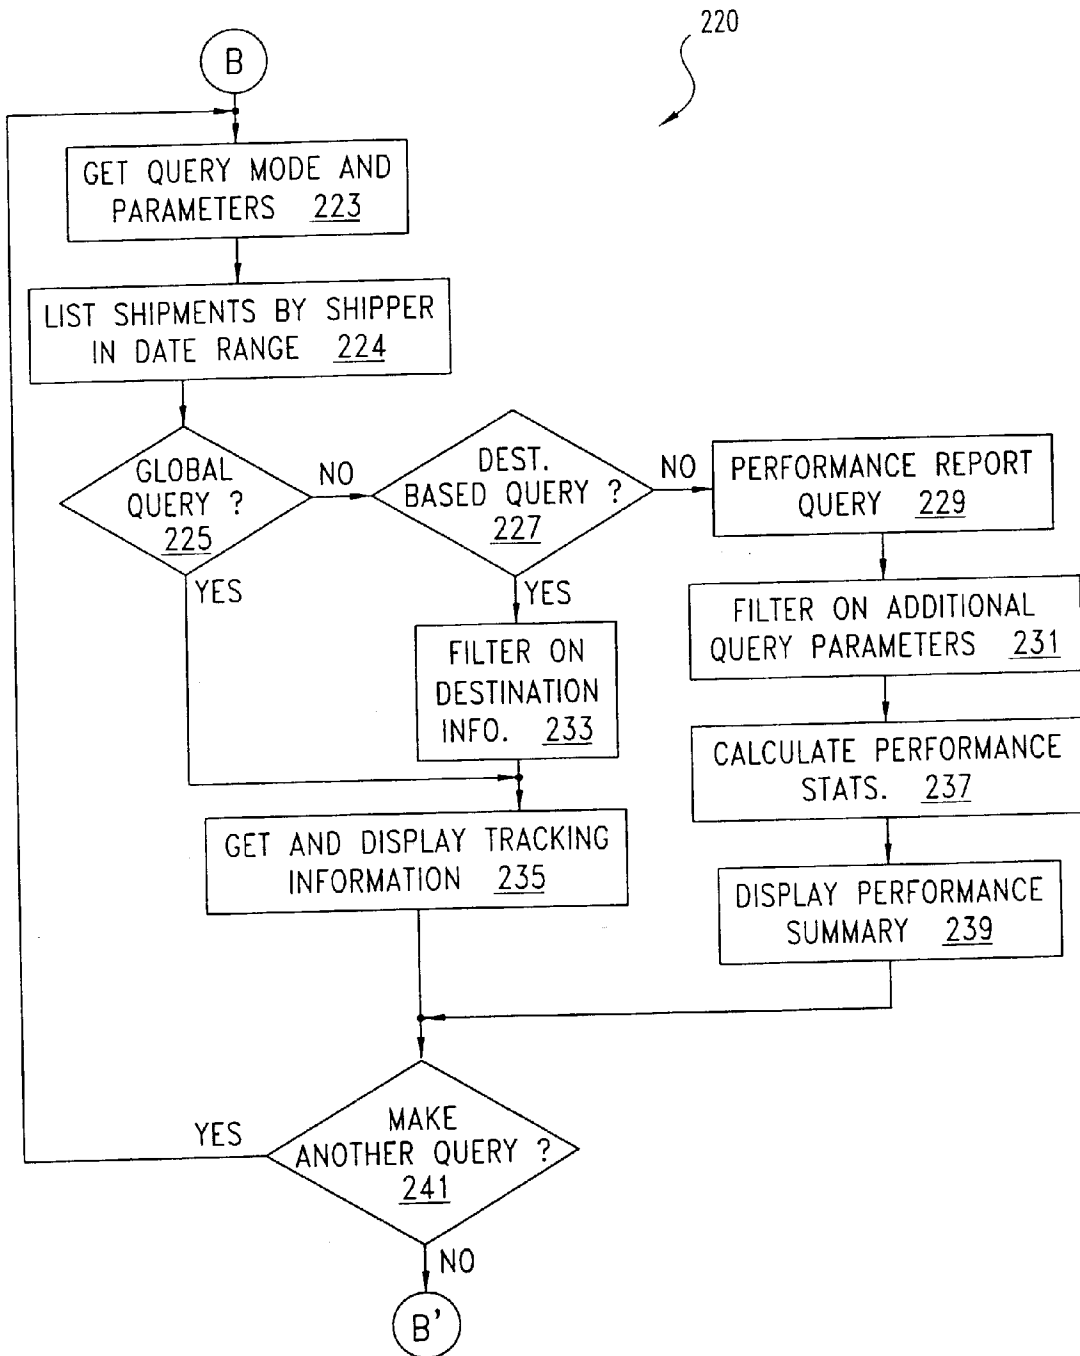 220
B
GET QUERY MODE AND
PARAMETERS 223
LIST SHIPMENTS BY SHIPPER
IN DATE RANGE 224
GLOBAL
QUERY ?
225
NO
YES
DEST.
BASED QUERY ?
227
NO
YES
PERFORMANCE REPORT
QUERY 229
FILTER ON ADDITIONAL
QUERY PARAMETERS 231
FILTER ON
DESTINATION
INFO. 233
CALCULATE PERFORMANCE
STATS. 237
GET AND DISPLAY TRACKING
INFORMATION 235
DISPLAY PERFORMANCE
SUMMARY 239
MAKE
ANOTHER QUERY ?
241
YES
NO
B'